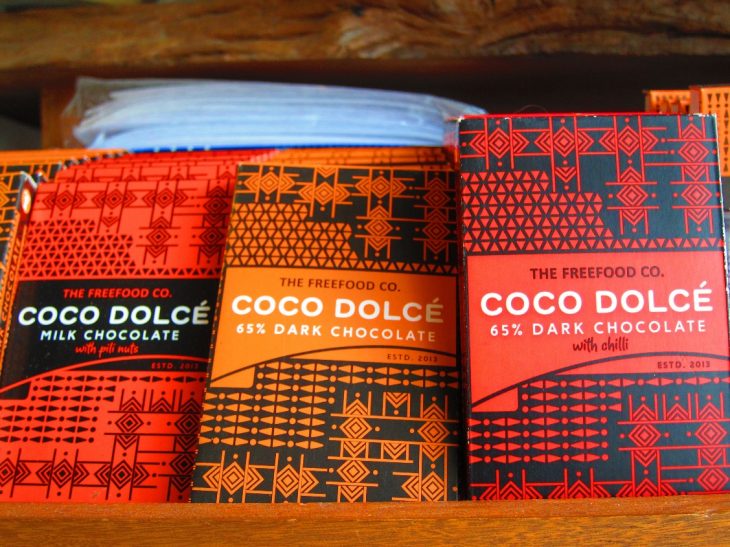 THE FREEFOOD CO.
COCO DOLCÉ
MILK CHOCOLATE
with pili nuts
ESTD. 2013
THE FREEFOOD CO.
COCO DOLCÉ
65% DARK CHOCOLATE
ESTD. 2013
THE FREEFOOD CO.
COCO DOLCÉ
65% DARK CHOCOLATE
with chilli
ESTD. 2013